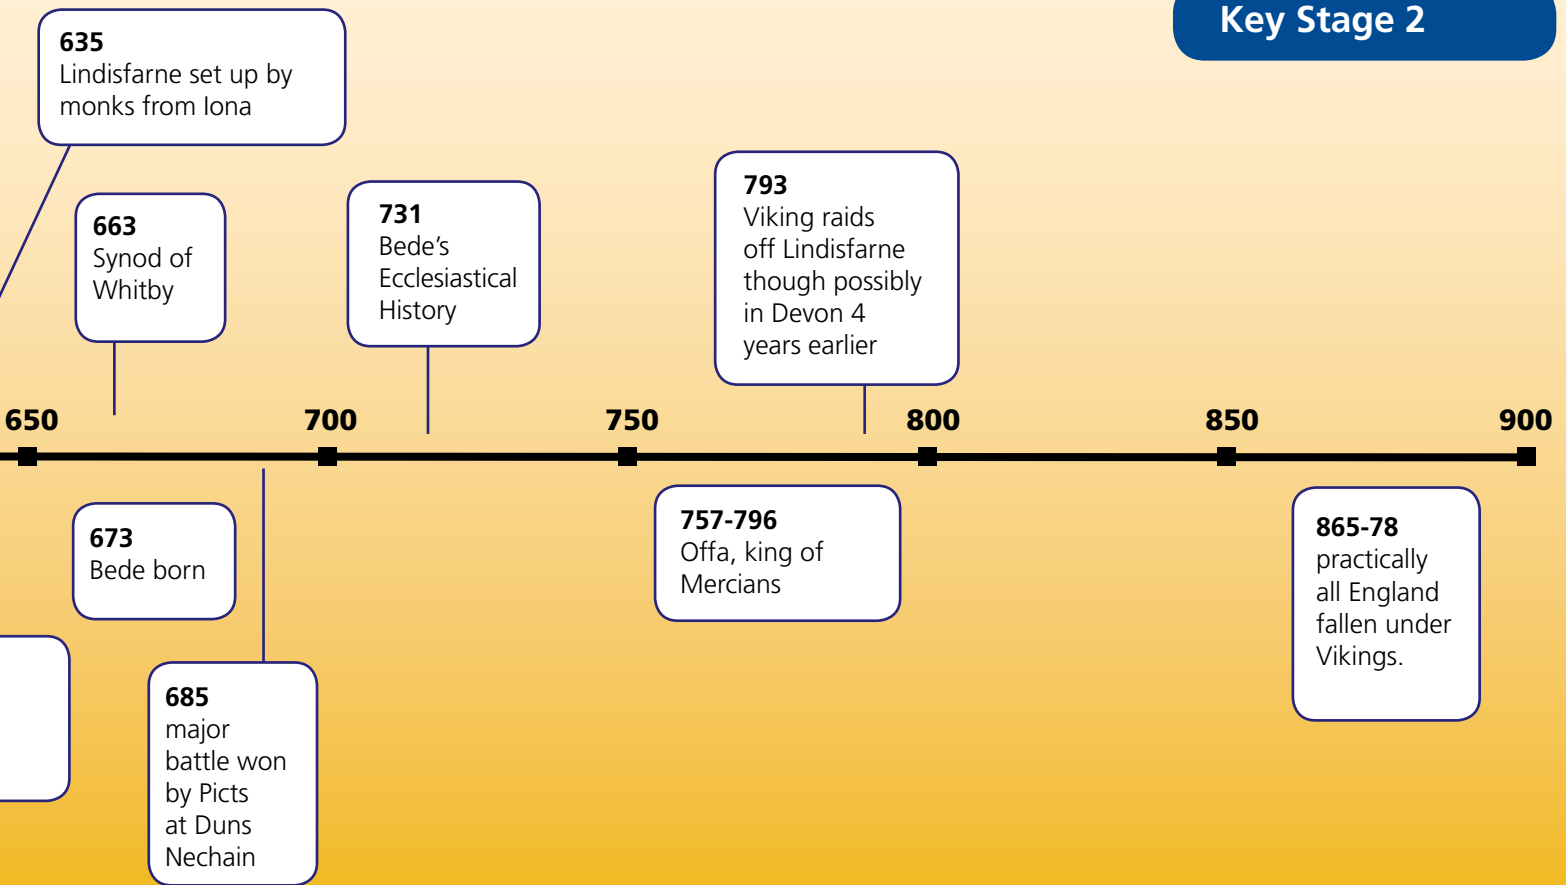 Key Stage 2
635
Lindisfarne set up by
monks from Iona
663
Synod of
Whitby
731
Bede’s
Ecclesiastical
History
793
Viking raids
off Lindisfarne
though possibly
in Devon 4
years earlier
650 700 750 800 850 900
673
Bede born
685
major
battle won
by Picts
at Duns
Nechain
757-796
Offa, king of
Mercians
865-78
practically
all England
fallen under
Vikings.